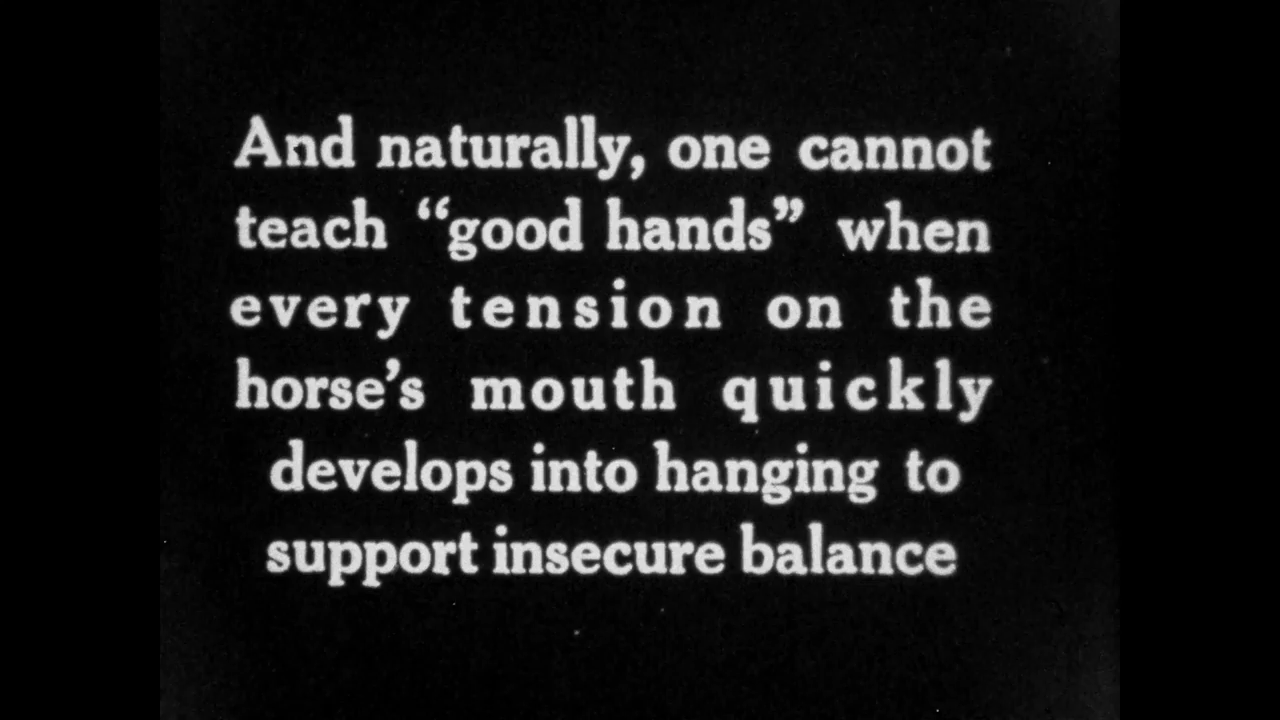 And naturally, one cannot
teach “good hands” when
every tension on the
horse’s mouth quickly
develops into hanging to
support insecure balance